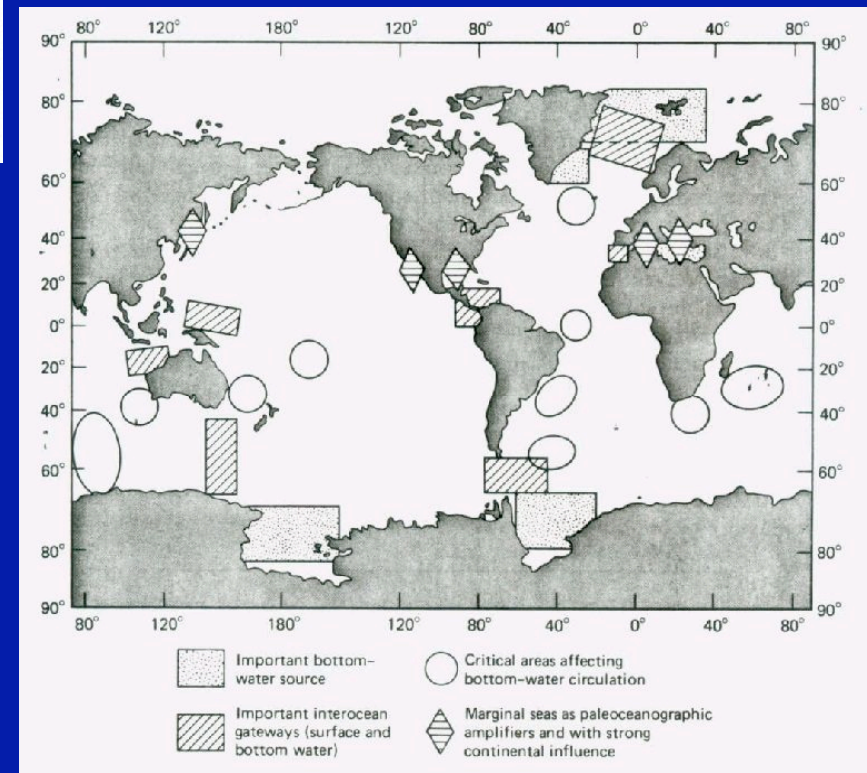 80° 120° 180° 120° 80° 40° 0° 40° 80°
90° 90°
80° 80°
60° 60°
40° 40°
20° 20°
0° 0°
20° 20°
40° 40°
60° 60°
80° 80°
90° 90°
80° 120° 180° 120° 80° 40° 0° 40° 80°
Important bottom-
water source
Critical areas affecting
bottom-water circulation
Important interocean
gateways (surface and
bottom water)
Marginal seas as paleoceanographic
amplifiers and with strong
continental influence